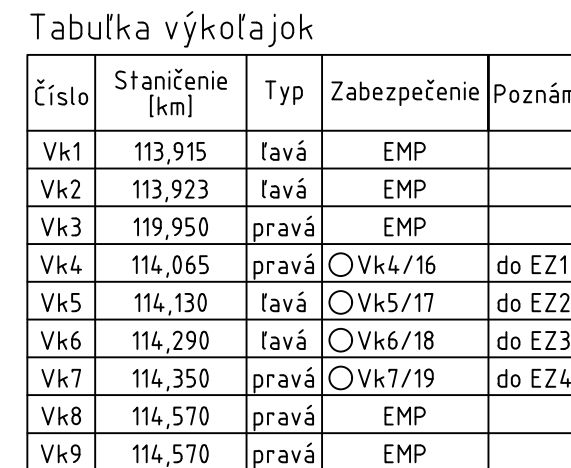 Tabuľka výkoľajok
Číslo Staničenie [km] Typ Zabezpečenie Poznám
Vk1 113,915 ľavá EMP
Vk2 113,923 ľavá EMP
Vk3 119,950 pravá EMP
Vk4 114,065 pravá ○Vk4/16 do EZ1
Vk5 114,130 ľavá ○Vk5/17 do EZ2
Vk6 114,290 ľavá ○Vk6/18 do EZ3
Vk7 114,350 pravá ○Vk7/19 do EZ4
Vk8 114,570 pravá EMP
Vk9 114,570 pravá EMP